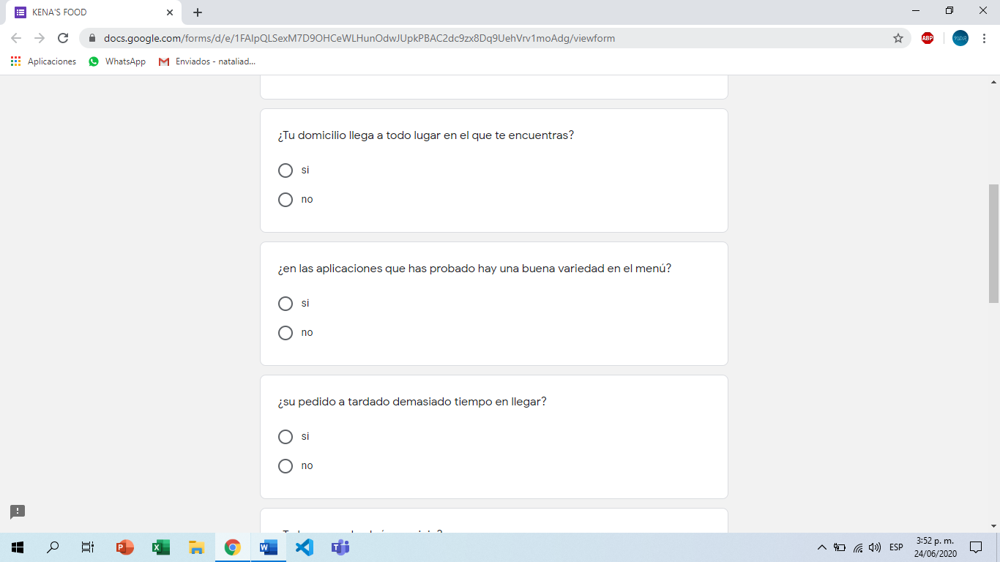 KENA'S FOOD
docs.google.com/forms/d/e/1FAIpQLSexM7D9OHCeWLHunOdwJUpkPBAC2dc9zx8Dq9UehVrv1moAdg/viewform
ABP
Aplicaciones
WhatsApp
Enviados - nataliad...
¿Tu domicilio llega a todo lugar en el que te encuentras?
si
no
¿en las aplicaciones que has probado hay una buena variedad en el menú?
si
no
¿su pedido a tardado demasiado tiempo en llegar?
si
no
ESP
3:52 p. m.
24/06/2020